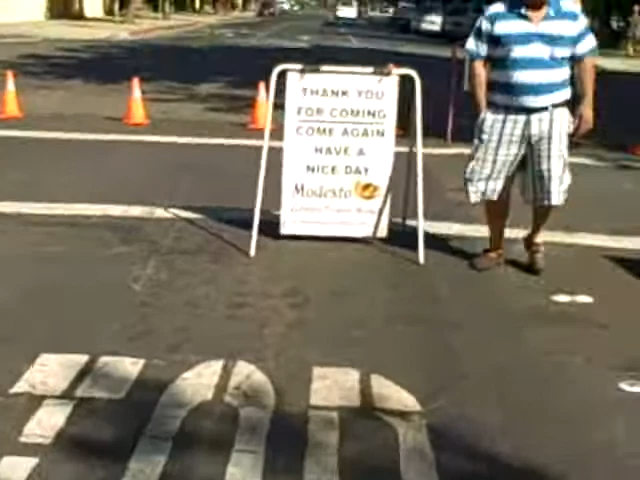 THANK YOU
FOR COMING
COME AGAIN
HAVE A
NICE DAY
Modesto